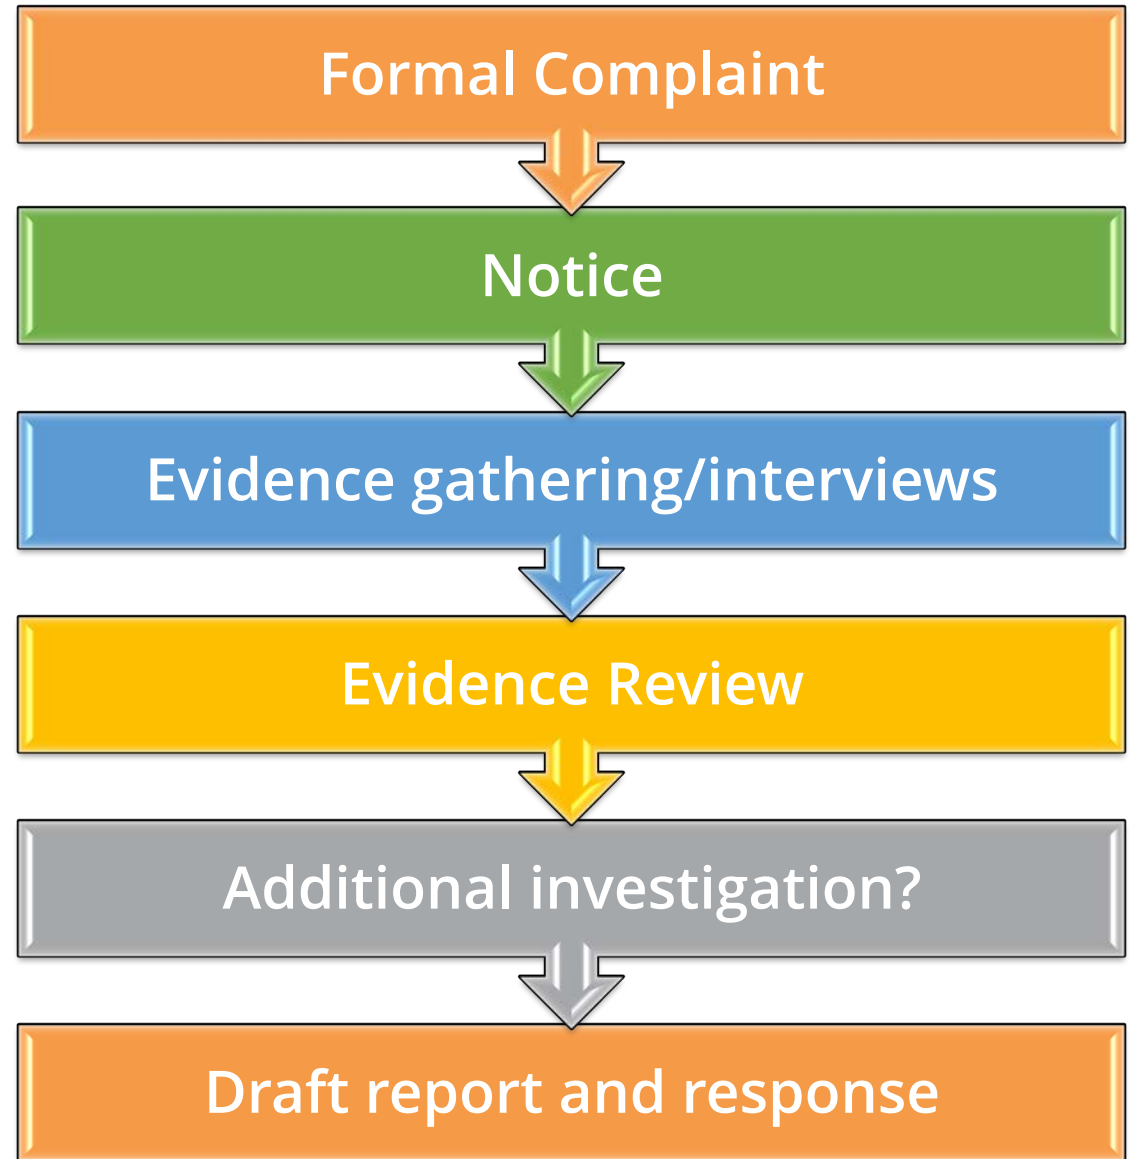 Formal Complaint
Notice
Evidence gathering/interviews
Evidence Review
Additional investigation?
Draft report and response